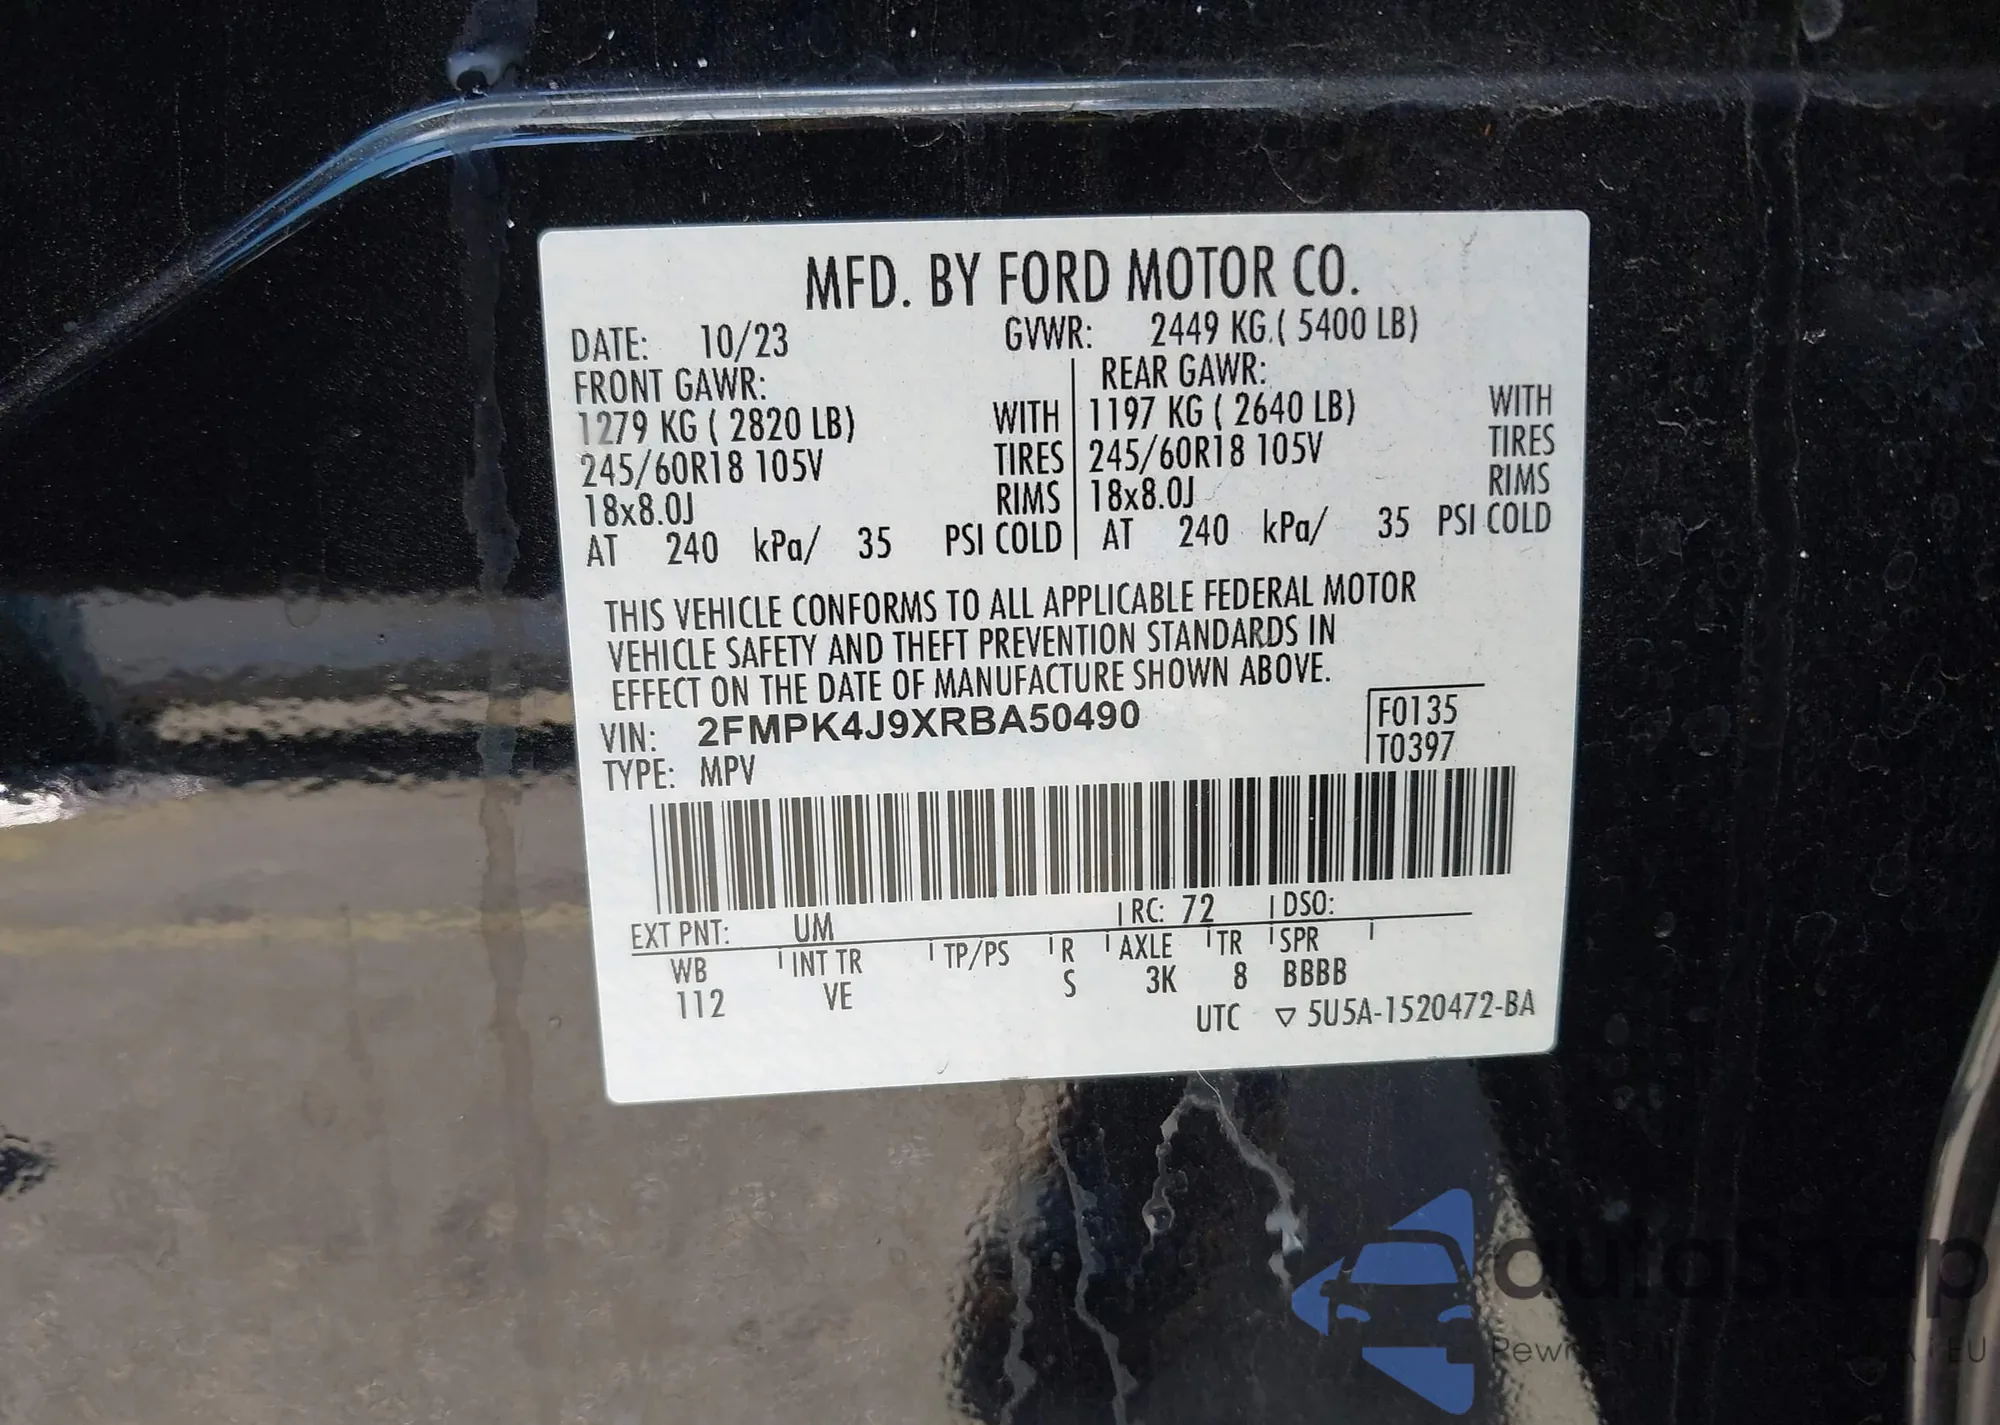 MFD. BY FORD MOTOR CO.
DATE: 10/23 GVWR: 2449 KG.( 5400 LB)
FRONT GAWR: REAR GAWR:
1279 KG ( 2820 LB) WITH 1197 KG ( 2640 LB) WITH
245/60R18 105V TIRES 245/60R18 105V TIRES
18x8.0J RIMS 18x8.0J RIMS
AT 240 kPa/ 35 PSI COLD AT 240 kPa/ 35 PSI COLD
THIS VEHICLE CONFORMS TO ALL APPLICABLE FEDERAL MOTOR
VEHICLE SAFETY AND THEFT PREVENTION STANDARDS IN
EFFECT ON THE DATE OF MANUFACTURE SHOWN ABOVE.
VIN: 2FMPK4J9XRBA50490 F0135
TYPE: MPV T0397
EXT PNT: UM RC: 72 DSO:
WB INT TR TP/PS R AXLE TR SPR
112 VE S 3K 8 BBBB
UTC ▽ 5U5A-1520472-BA
autasnap
EU